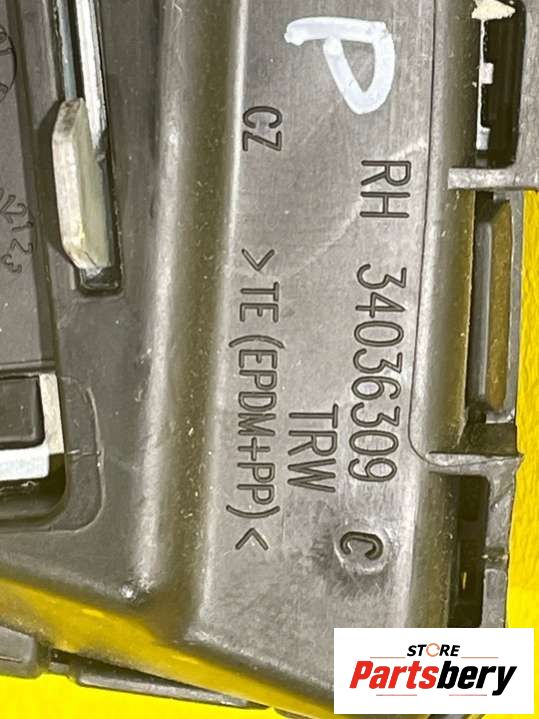 P
RH 34036309 C
TRW
CZ >TE(EPDM+PP)<
STORE
Partsbery